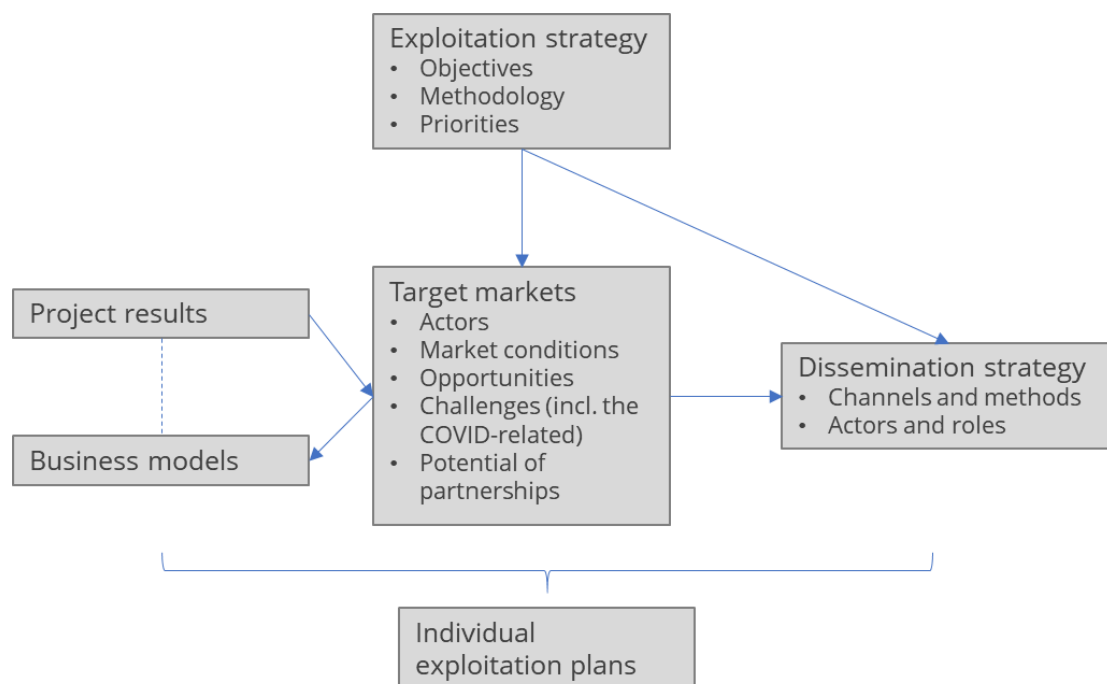 Exploitation strategy
• Objectives
• Methodology
• Priorities
Project results
Business models
Target markets
• Actors
• Market conditions
• Opportunities
• Challenges (incl. the
COVID-related)
• Potential of
partnerships
Dissemination strategy
• Channels and methods
• Actors and roles
Individual
exploitation plans